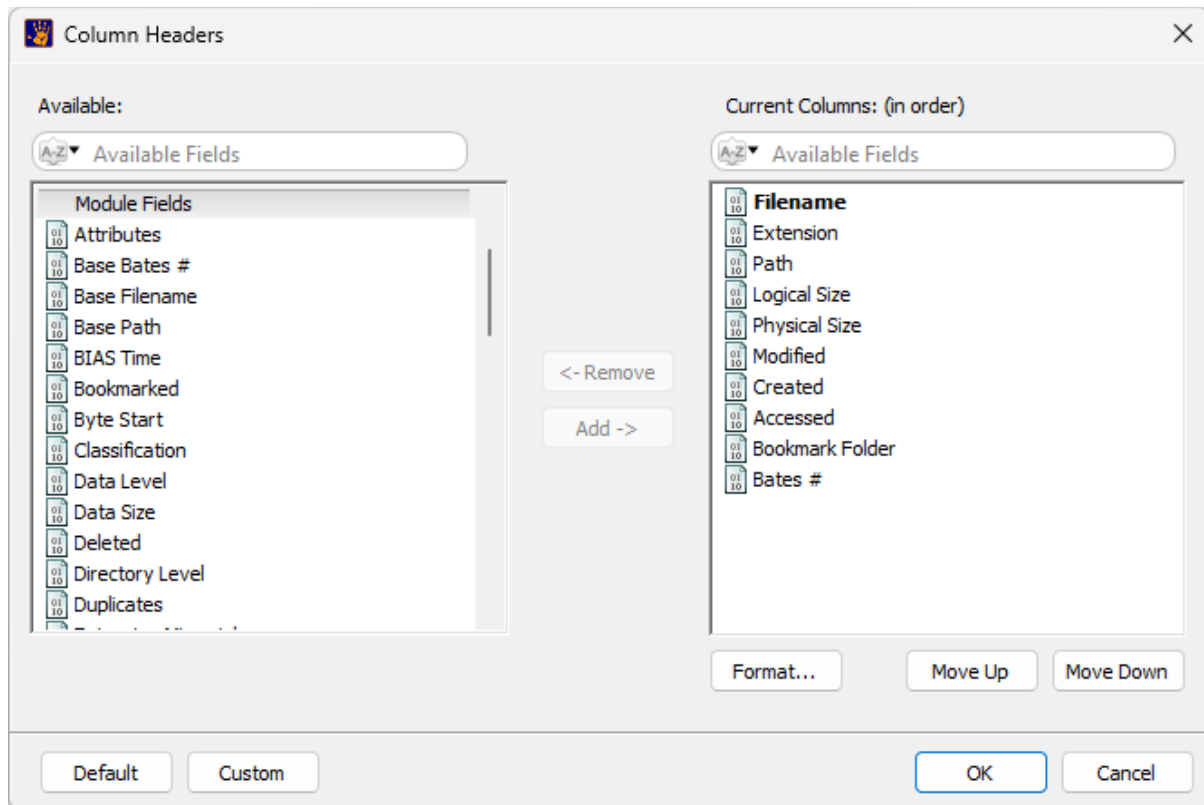 Column Headers
Available:
Current Columns: (in order)
A-Z Available Fields
A-Z Available Fields
Module Fields
Attributes
Base Bates #
Base Filename
Base Path
BIAS Time
Bookmarked
Byte Start
Classification
Data Level
Data Size
Deleted
Directory Level
Duplicates
<- Remove
Add ->
Filename
Extension
Path
Logical Size
Physical Size
Modified
Created
Accessed
Bookmark Folder
Bates #
Format...
Move Up
Move Down
Default
Custom
OK
Cancel